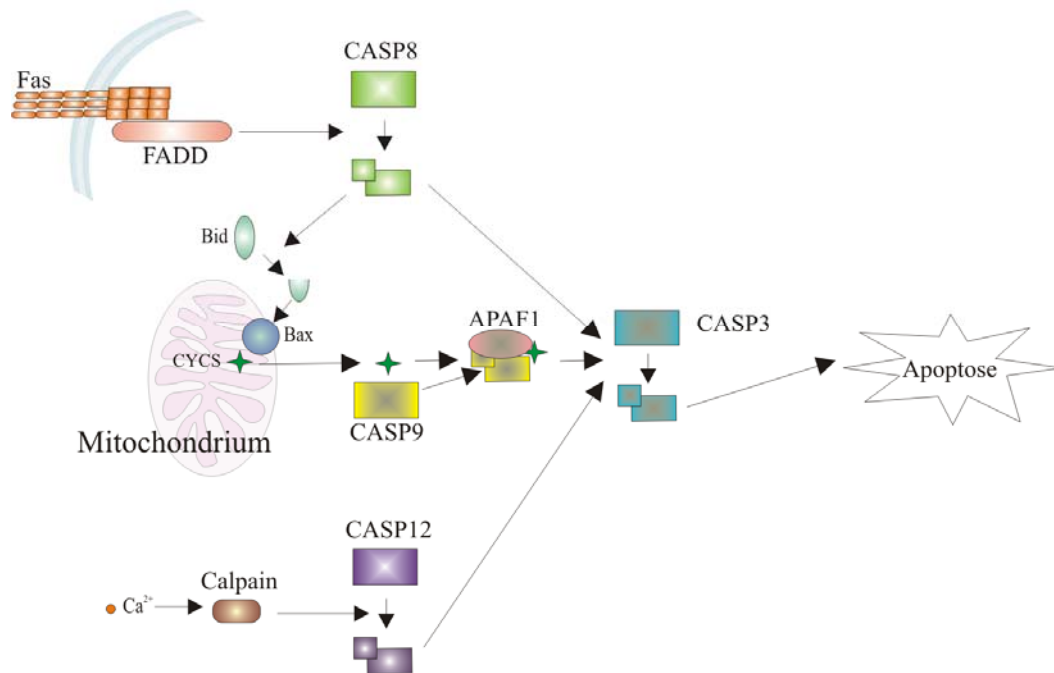 CASP8
Fas
FADD
Bid
Bax
CYCS
APAF1
CASP3
Apoptose
CASP9
Mitochondrium
CASP12
Calpain
Ca²⁺